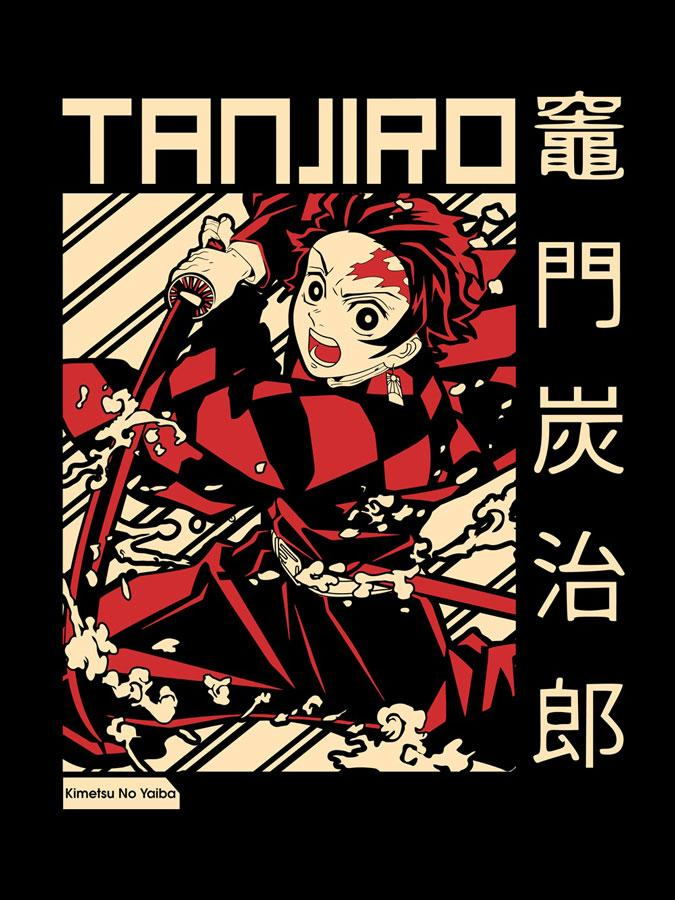 TANJIRO
竈門炭治郎
Kimetsu No Yaiba